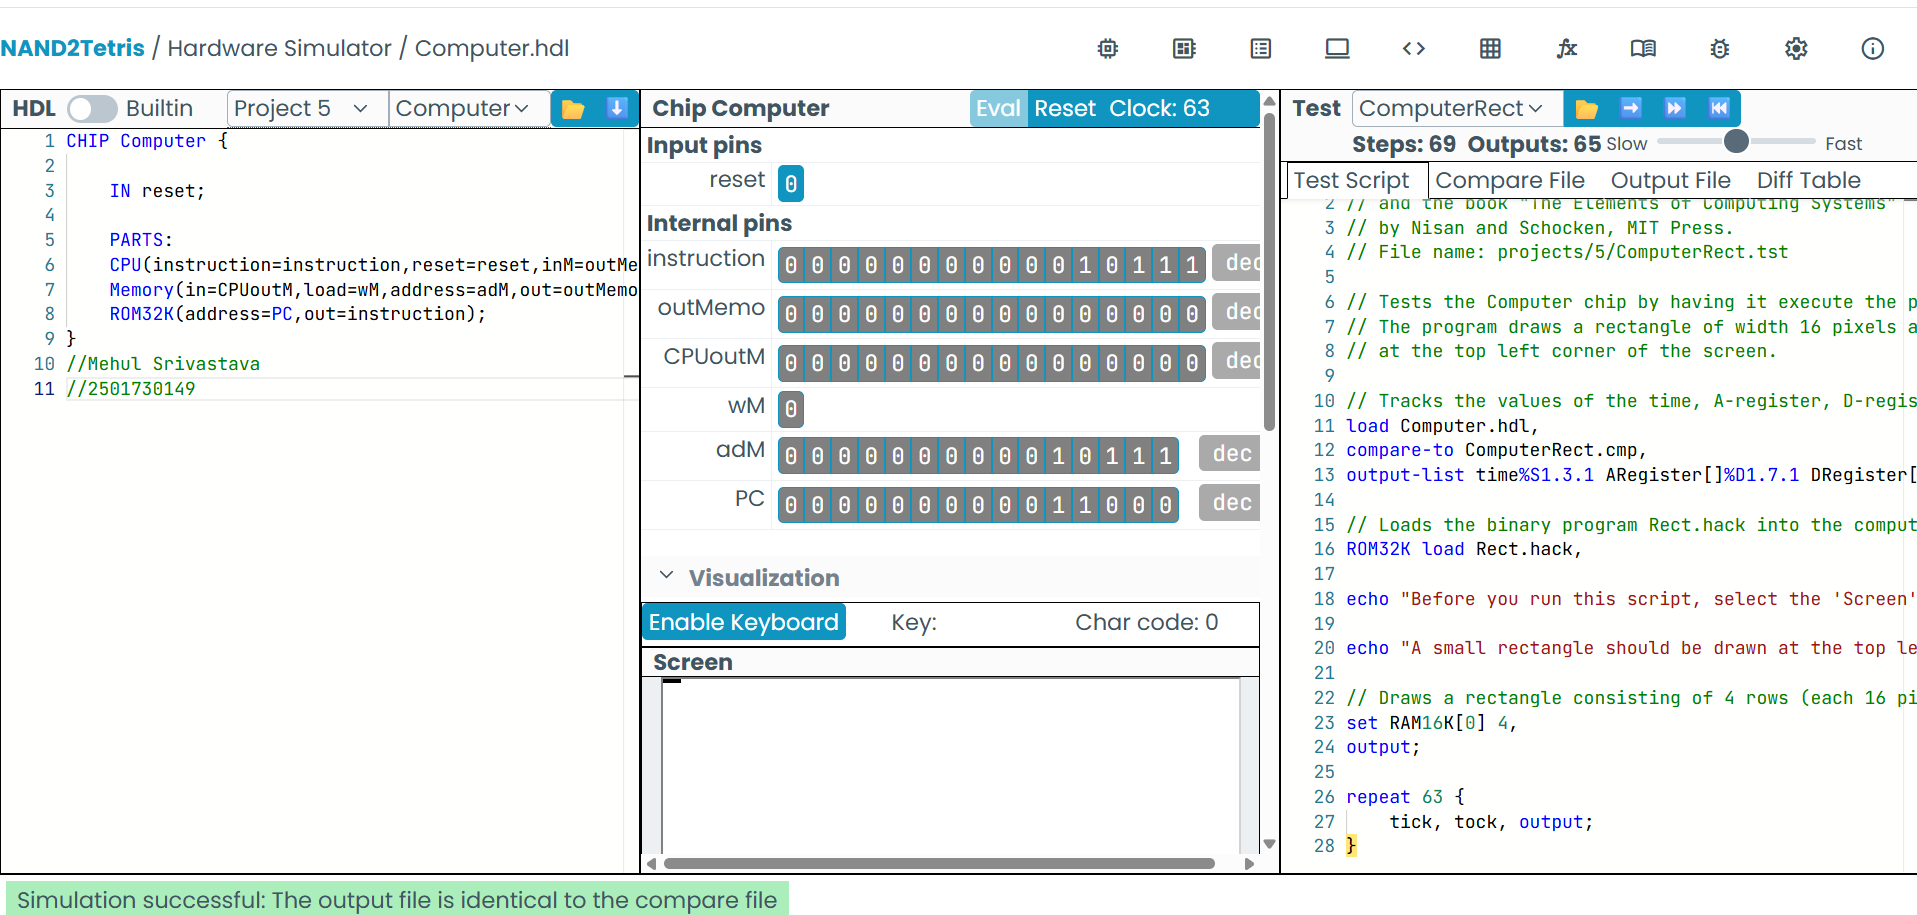 NAND2Tetris / Hardware Simulator / Computer.hdl
HDL Builtin Project 5 Computer
1 CHIP Computer {
2
3 IN reset;
4
5 PARTS:
6 CPU(instruction=instruction,reset=reset,inM=outMe
7 Memory(in=CPUoutM,load=wM,address=adM,out=outMemo
8 ROM32K(address=PC,out=instruction);
9 }
10 //Mehul Srivastava
11 //2501730149
Chip Computer Eval Reset Clock: 63
Input pins
reset 0
Internal pins
instruction 0 0 0 0 0 0 0 0 0 0 0 1 0 1 1 1 dec
outMemo 0 0 0 0 0 0 0 0 0 0 0 0 0 0 0 0 dec
CPUoutM 0 0 0 0 0 0 0 0 0 0 0 0 0 0 0 0 dec
wM 0
adM 0 0 0 0 0 0 0 0 0 0 1 0 1 1 1 dec
PC 0 0 0 0 0 0 0 0 0 0 1 1 0 0 0 dec
Visualization
Enable Keyboard Key: Char code: 0
Screen
Test ComputerRect
Steps: 69 Outputs: 65 Slow Fast
Test Script Compare File Output File Diff Table
2 // and the book "The Elements of Computing Systems"
3 // by Nisan and Schocken, MIT Press.
4 // File name: projects/5/ComputerRect.tst
5
6 // Tests the Computer chip by having it execute the p
7 // The program draws a rectangle of width 16 pixels a
8 // at the top left corner of the screen.
9
10 // Tracks the values of the time, A-register, D-regis
11 load Computer.hdl,
12 compare-to ComputerRect.cmp,
13 output-list time%S1.3.1 ARegister[]%D1.7.1 DRegister[
14
15 // Loads the binary program Rect.hack into the comput
16 ROM32K load Rect.hack,
17
18 echo "Before you run this script, select the 'Screen'
19
20 echo "A small rectangle should be drawn at the top le
21
22 // Draws a rectangle consisting of 4 rows (each 16 pi
23 set RAM16K[0] 4,
24 output;
25
26 repeat 63 {
27 tick, tock, output;
28 }
Simulation successful: The output file is identical to the compare file